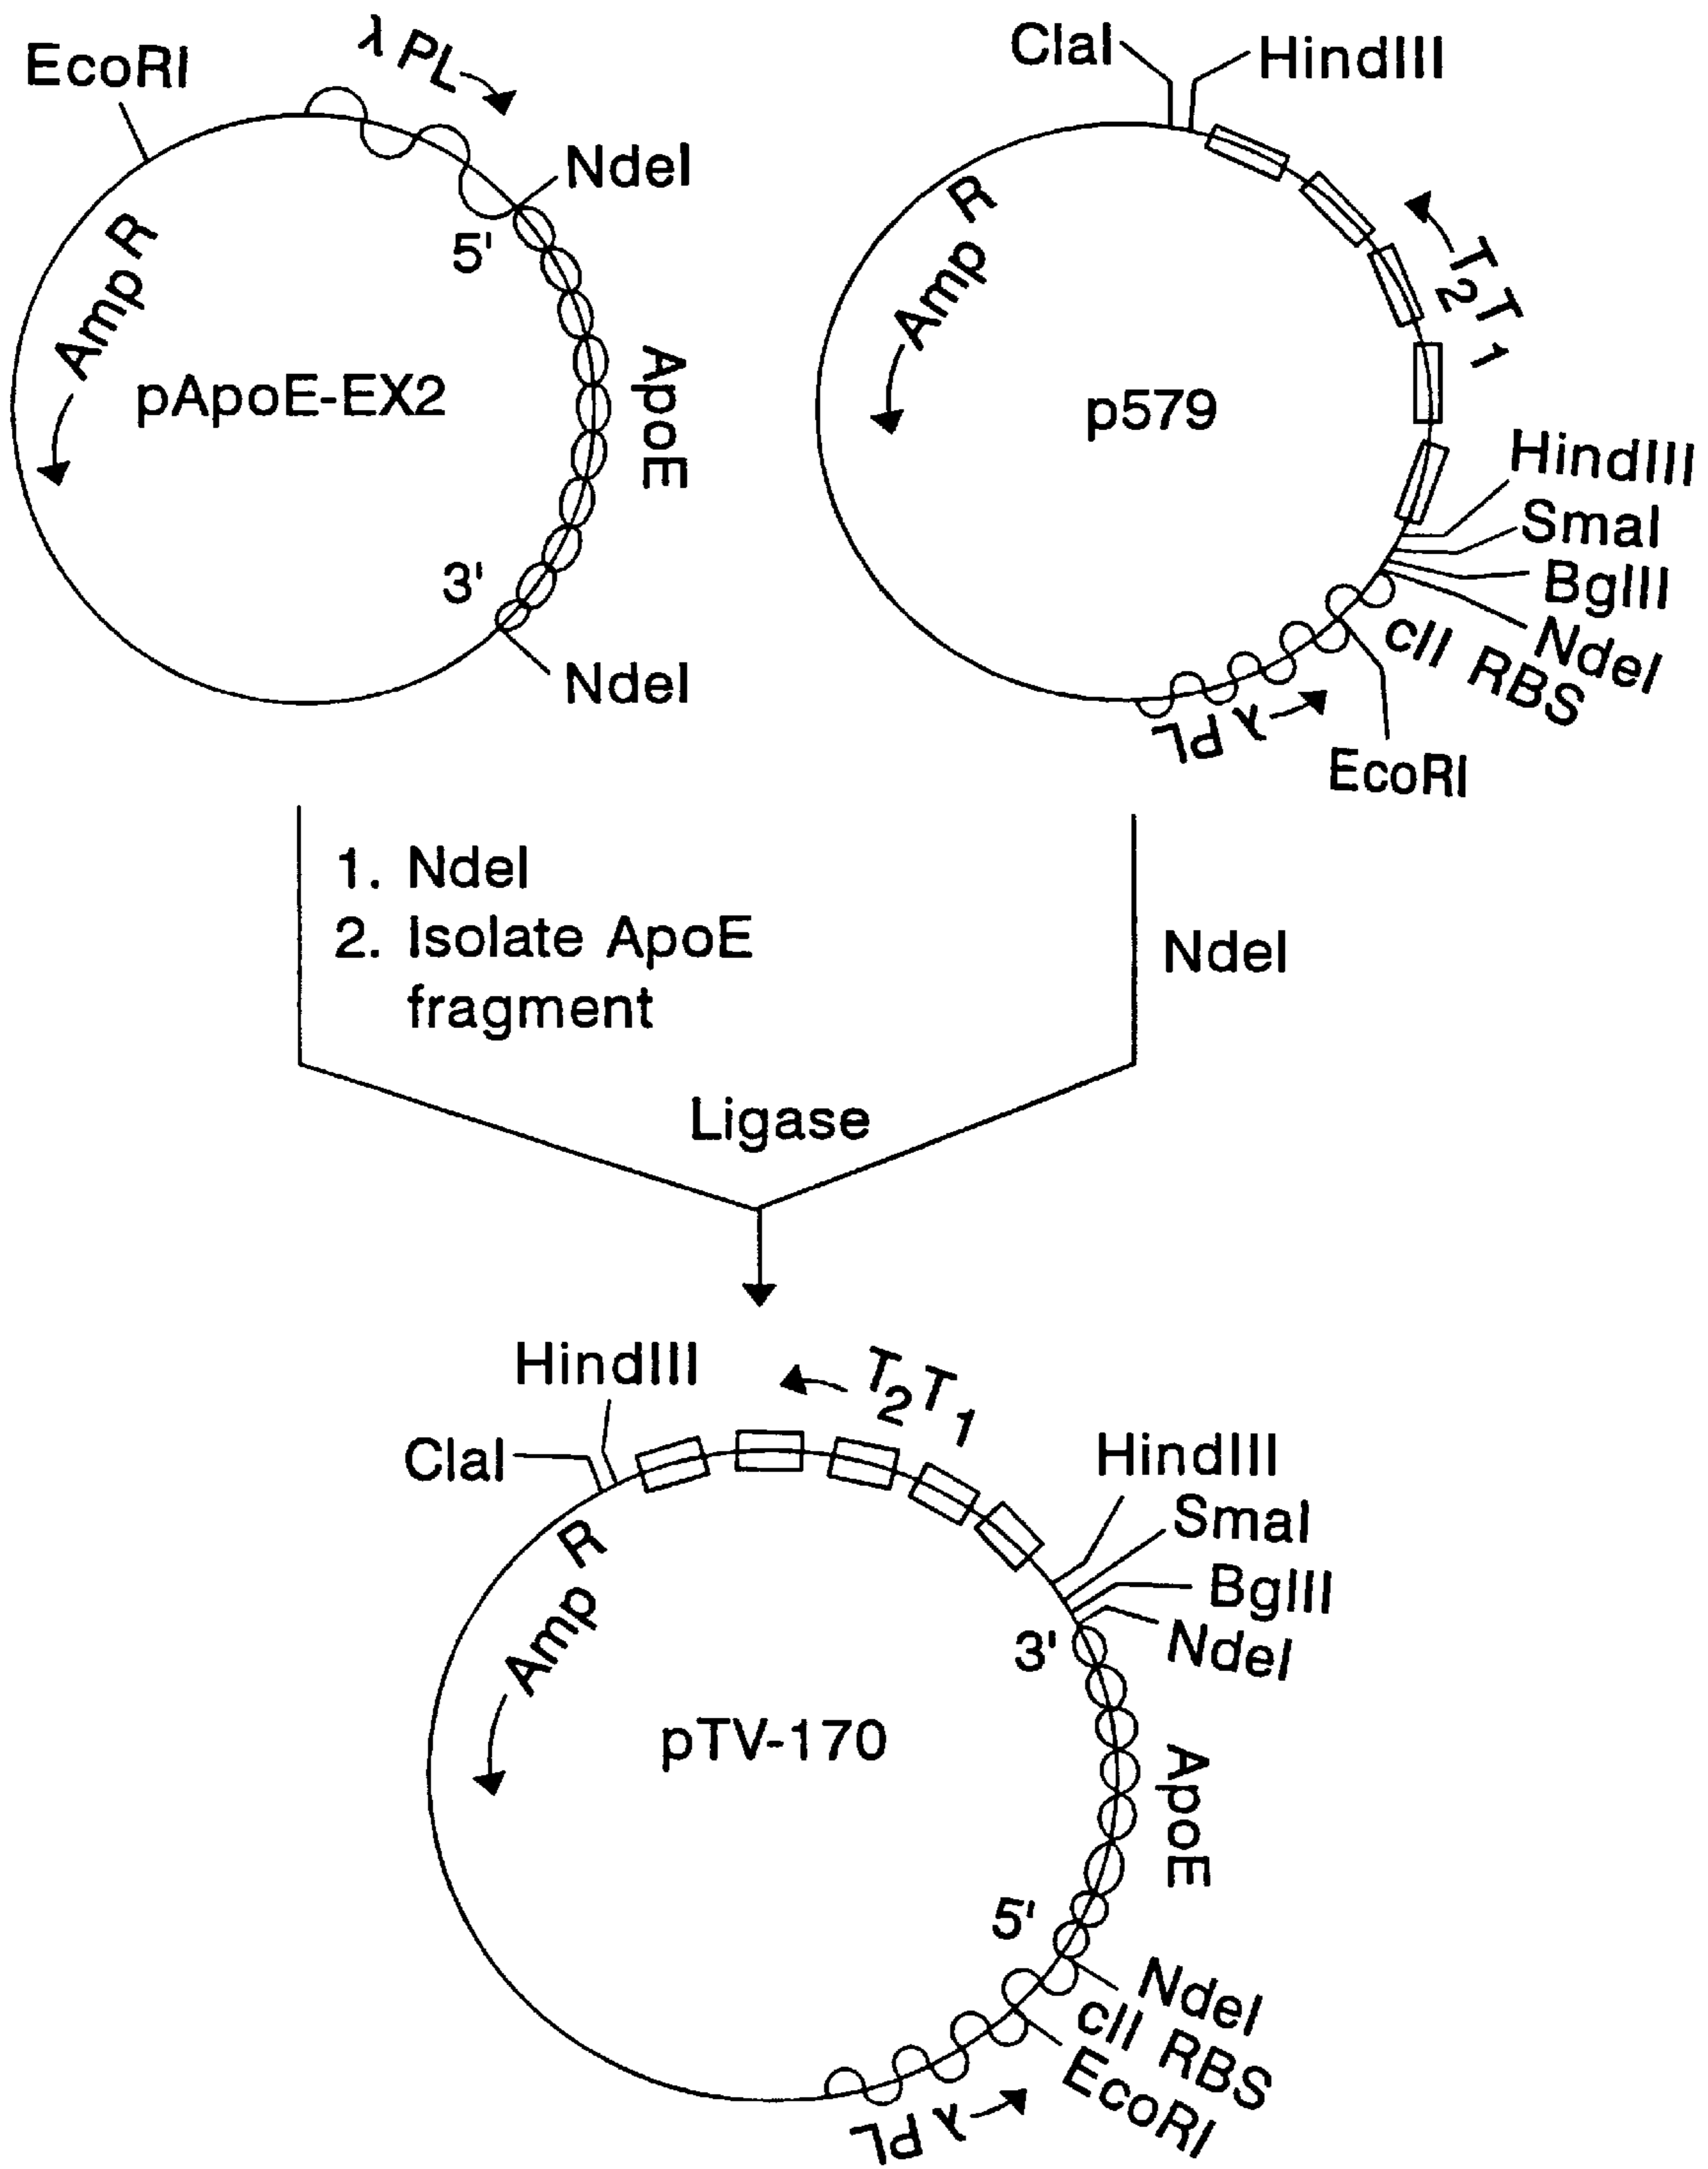 EcoRI
λ PL
NdeI
5'
Amp R
pApoE-EX2
ApoE
3'
NdeI
ClaI
HindIII
Amp R
T2T1
p579
HindIII
SmaI
BglII
NdeI
cII RBS
λ PL
EcoRI
1. NdeI
2. Isolate ApoE
fragment
NdeI
Ligase
HindIII
T2T1
ClaI
HindIII
SmaI
BglII
NdeI
Amp R
3'
pTV-170
ApoE
5'
NdeI
cII RBS
EcoRI
λ PL